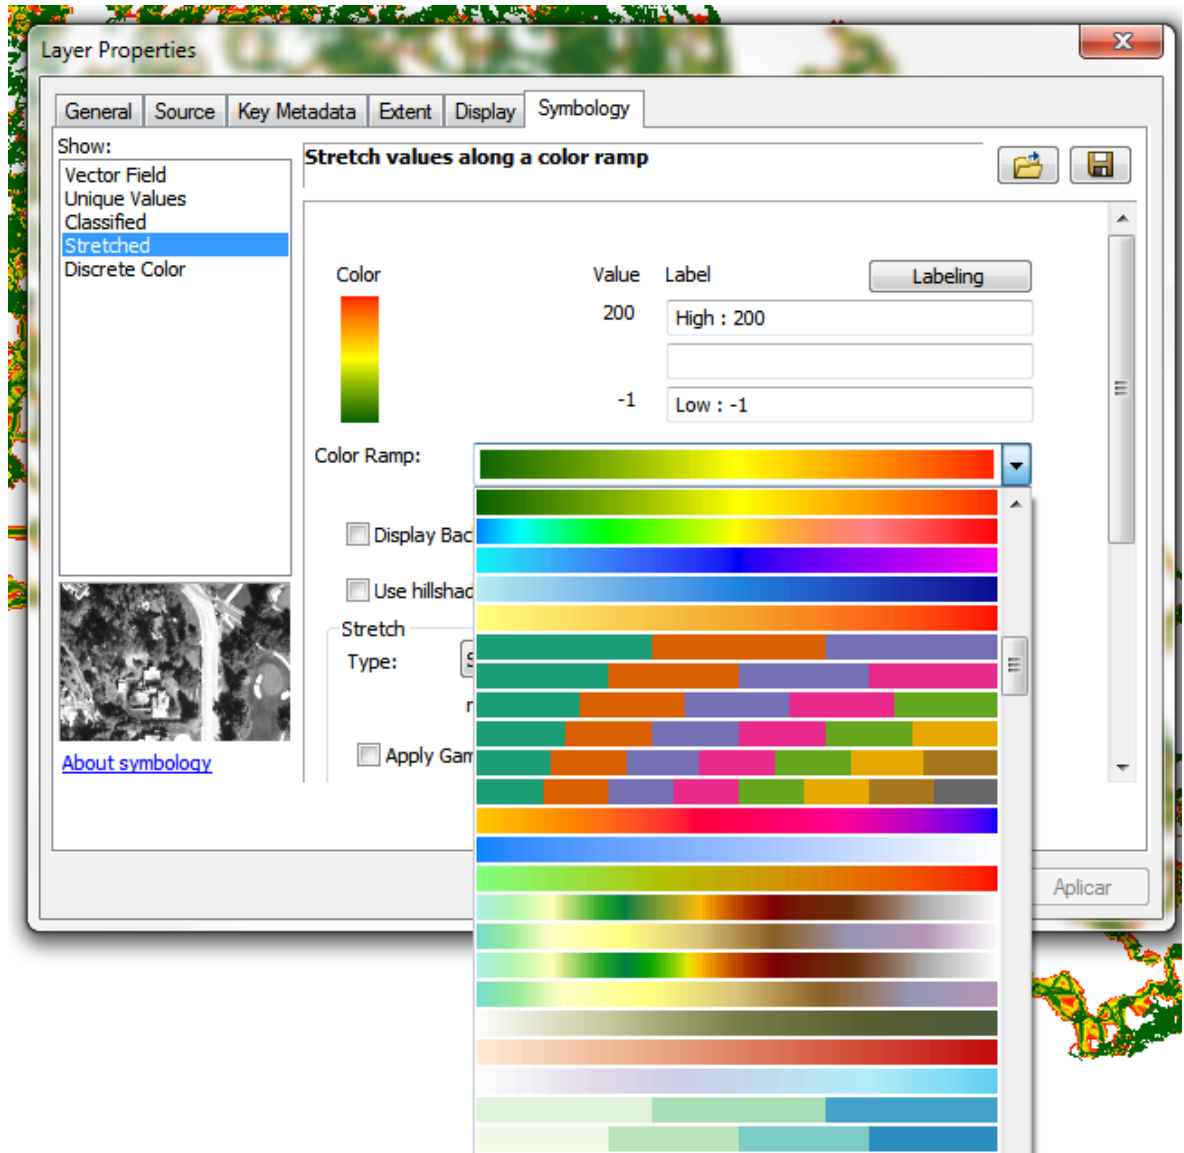 Layer Properties
General Source Key Metadata Extent Display Symbology
Show:
Vector Field
Unique Values
Classified
Stretched
Discrete Color
Stretch values along a color ramp
Color Value Label Labeling
200 High : 200
-1 Low : -1
Color Ramp:
Display Bac
Use hillshad
Stretch
Type:
Apply Gam
About symbology
Aplicar